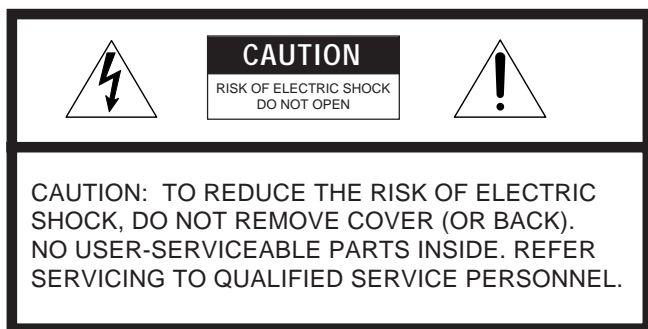 CAUTION
RISK OF ELECTRIC SHOCK
DO NOT OPEN
CAUTION: TO REDUCE THE RISK OF ELECTRIC
SHOCK, DO NOT REMOVE COVER (OR BACK).
NO USER-SERVICEABLE PARTS INSIDE. REFER
SERVICING TO QUALIFIED SERVICE PERSONNEL.